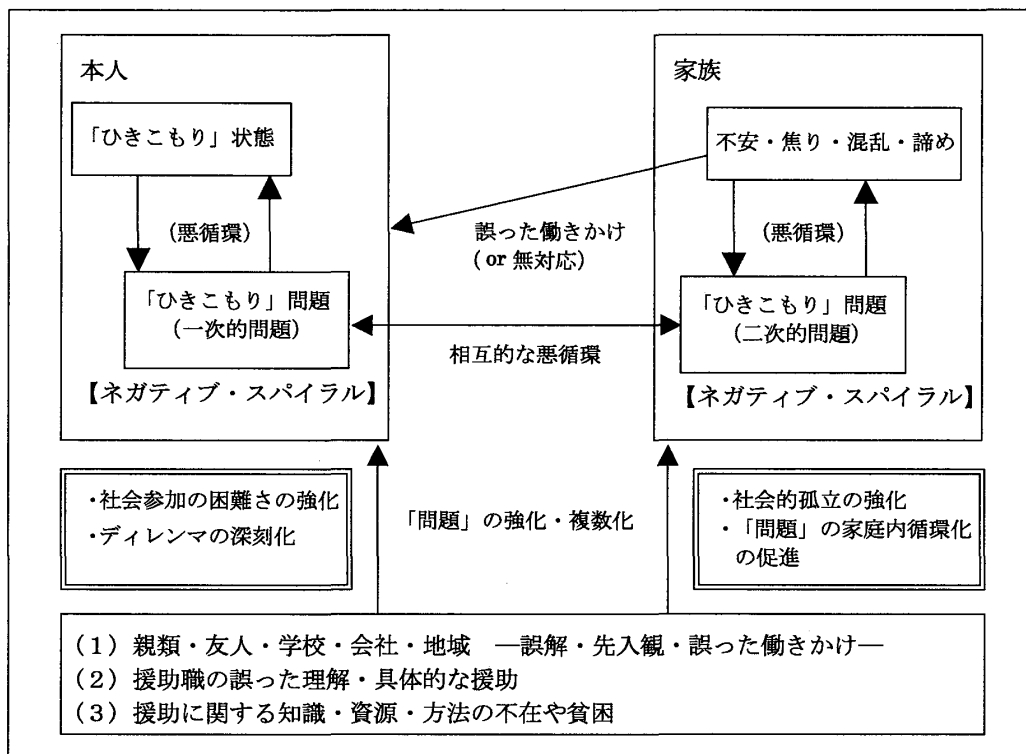 本人
「ひきこもり」状態
(悪循環)
「ひきこもり」問題
(一次的問題)
【ネガティブ・スパイラル】
家族
不安・焦り・混乱・諦め
(悪循環)
「ひきこもり」問題
(二次的問題)
【ネガティブ・スパイラル】
誤った働きかけ
( or 無対応)
相互的な悪循環
・社会参加の困難さの強化
・ディレンマの深刻化
「問題」の強化・複数化
・社会的孤立の強化
・「問題」の家庭内循環化
の促進
(1) 親類・友人・学校・会社・地域 ―誤解・先入観・誤った働きかけ―
(2) 援助職の誤った理解・具体的な援助
(3) 援助に関する知識・資源・方法の不在や貧困